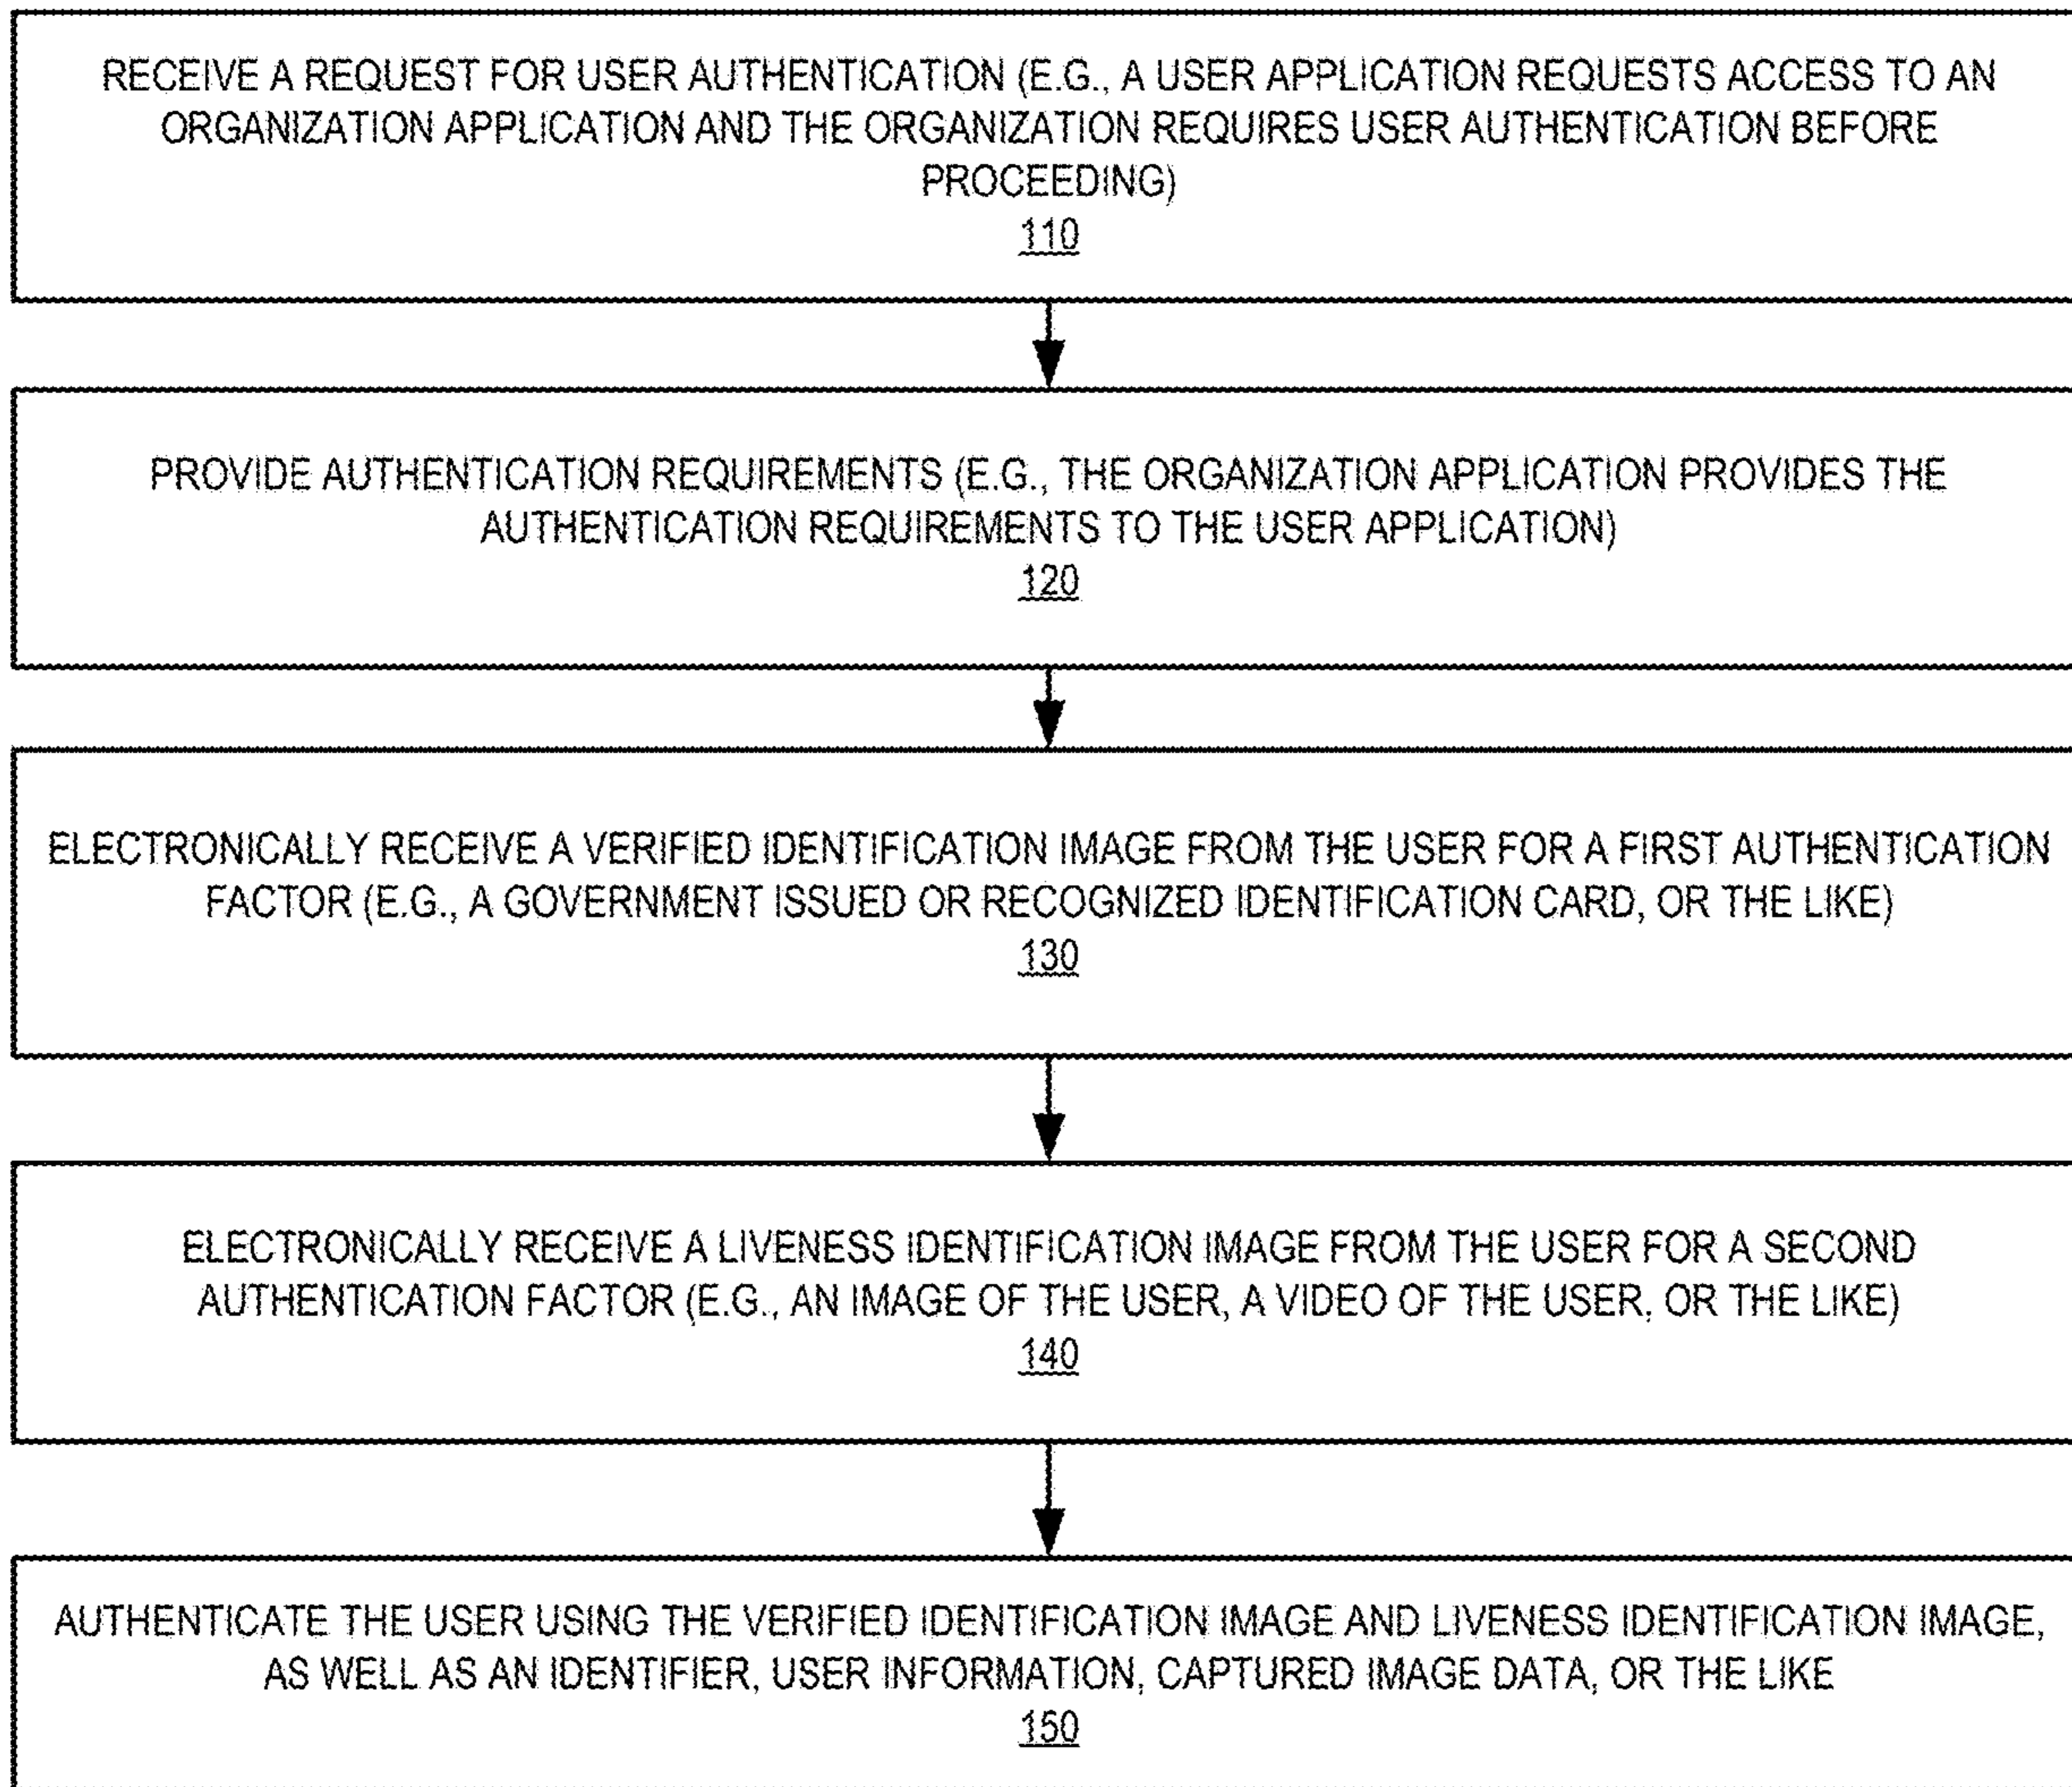 RECEIVE A REQUEST FOR USER AUTHENTICATION (E.G., A USER APPLICATION REQUESTS ACCESS TO AN
ORGANIZATION APPLICATION AND THE ORGANIZATION REQUIRES USER AUTHENTICATION BEFORE
PROCEEDING)
110
PROVIDE AUTHENTICATION REQUIREMENTS (E.G., THE ORGANIZATION APPLICATION PROVIDES THE
AUTHENTICATION REQUIREMENTS TO THE USER APPLICATION)
120
ELECTRONICALLY RECEIVE A VERIFIED IDENTIFICATION IMAGE FROM THE USER FOR A FIRST AUTHENTICATION
FACTOR (E.G., A GOVERNMENT ISSUED OR RECOGNIZED IDENTIFICATION CARD, OR THE LIKE)
130
ELECTRONICALLY RECEIVE A LIVENESS IDENTIFICATION IMAGE FROM THE USER FOR A SECOND
AUTHENTICATION FACTOR (E.G., AN IMAGE OF THE USER, A VIDEO OF THE USER, OR THE LIKE)
140
AUTHENTICATE THE USER USING THE VERIFIED IDENTIFICATION IMAGE AND LIVENESS IDENTIFICATION IMAGE,
AS WELL AS AN IDENTIFIER, USER INFORMATION, CAPTURED IMAGE DATA, OR THE LIKE
150